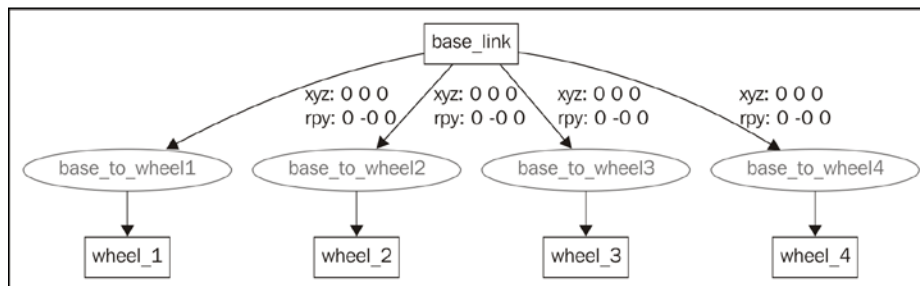 base_link
xyz: 0 0 0 xyz: 0 0 0 xyz: 0 0 0 xyz: 0 0 0
rpy: 0 -0 0 rpy: 0 -0 0 rpy: 0 -0 0 rpy: 0 -0 0
base_to_wheel1 base_to_wheel2 base_to_wheel3 base_to_wheel4
wheel_1 wheel_2 wheel_3 wheel_4